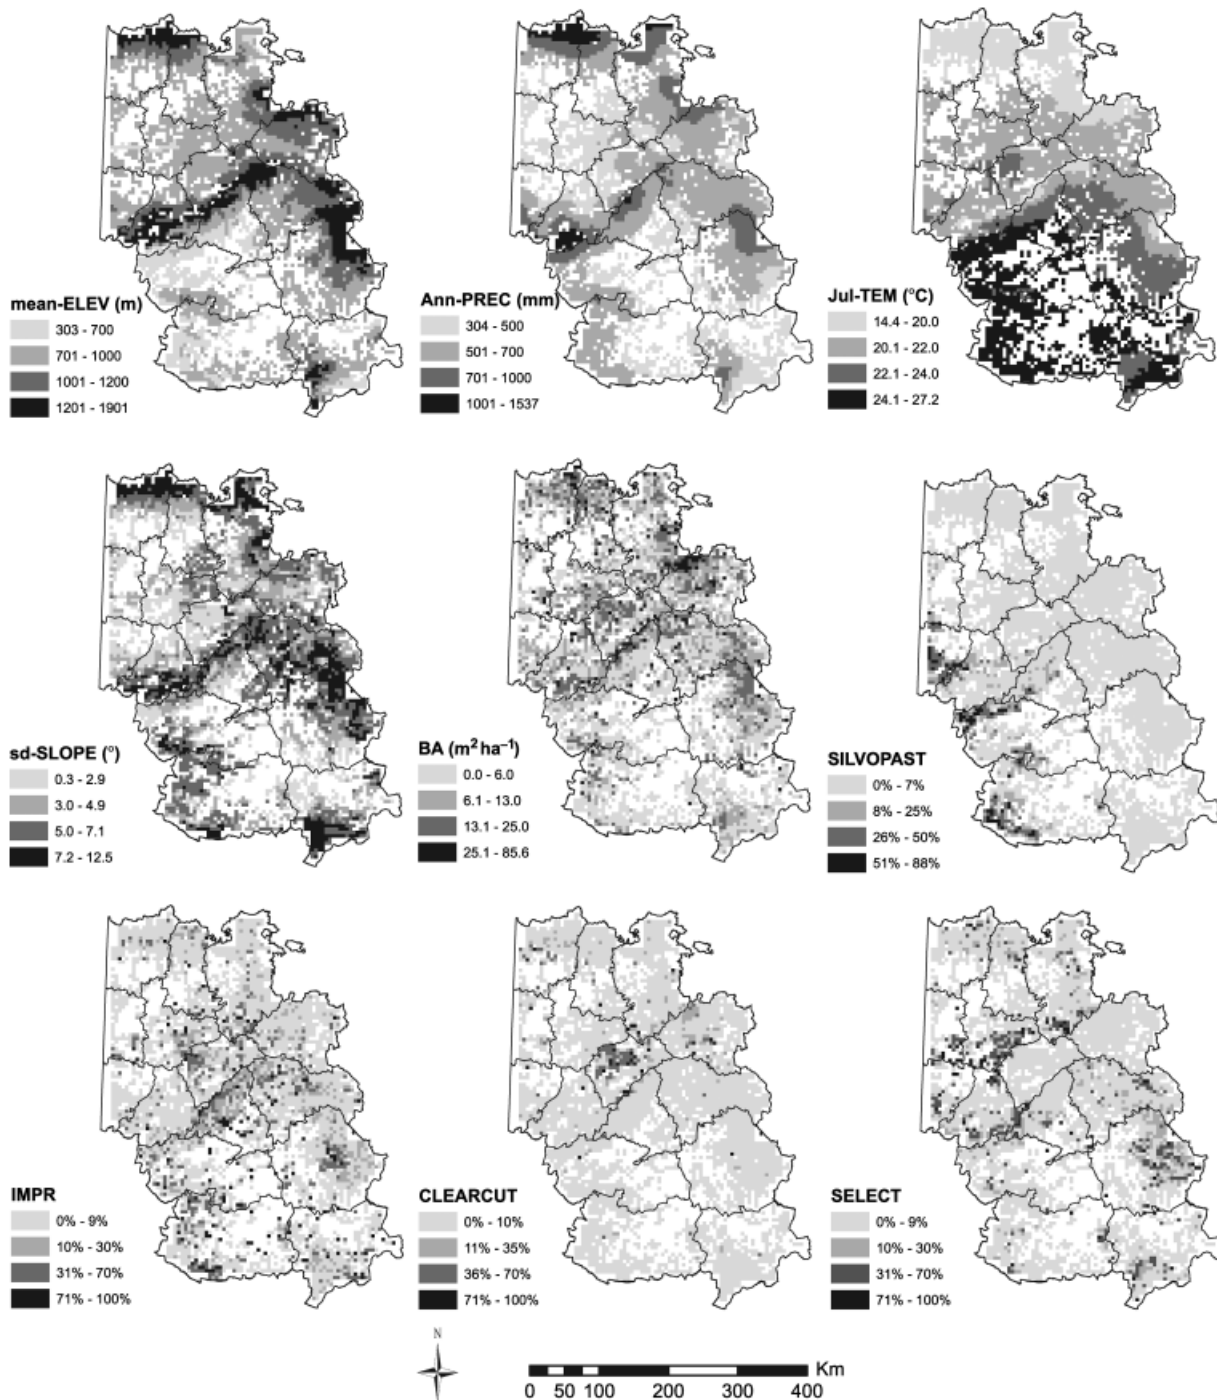 mean-ELEV (m)
303 - 700
701 - 1000
1001 - 1200
1201 - 1901
Ann-PREC (mm)
304 - 500
501 - 700
701 - 1000
1001 - 1537
Jul-TEM (°C)
14.4 - 20.0
20.1 - 22.0
22.1 - 24.0
24.1 - 27.2
sd-SLOPE (°)
0.3 - 2.9
3.0 - 4.9
5.0 - 7.1
7.2 - 12.5
BA (m² ha⁻¹)
0.0 - 6.0
6.1 - 13.0
13.1 - 25.0
25.1 - 85.6
SILVOPAST
0% - 7%
8% - 25%
26% - 50%
51% - 88%
IMPR
0% - 9%
10% - 30%
31% - 70%
71% - 100%
CLEARCUT
0% - 10%
11% - 35%
36% - 70%
71% - 100%
SELECT
0% - 9%
10% - 30%
31% - 70%
71% - 100%
N
Km
0 50 100 200 300 400